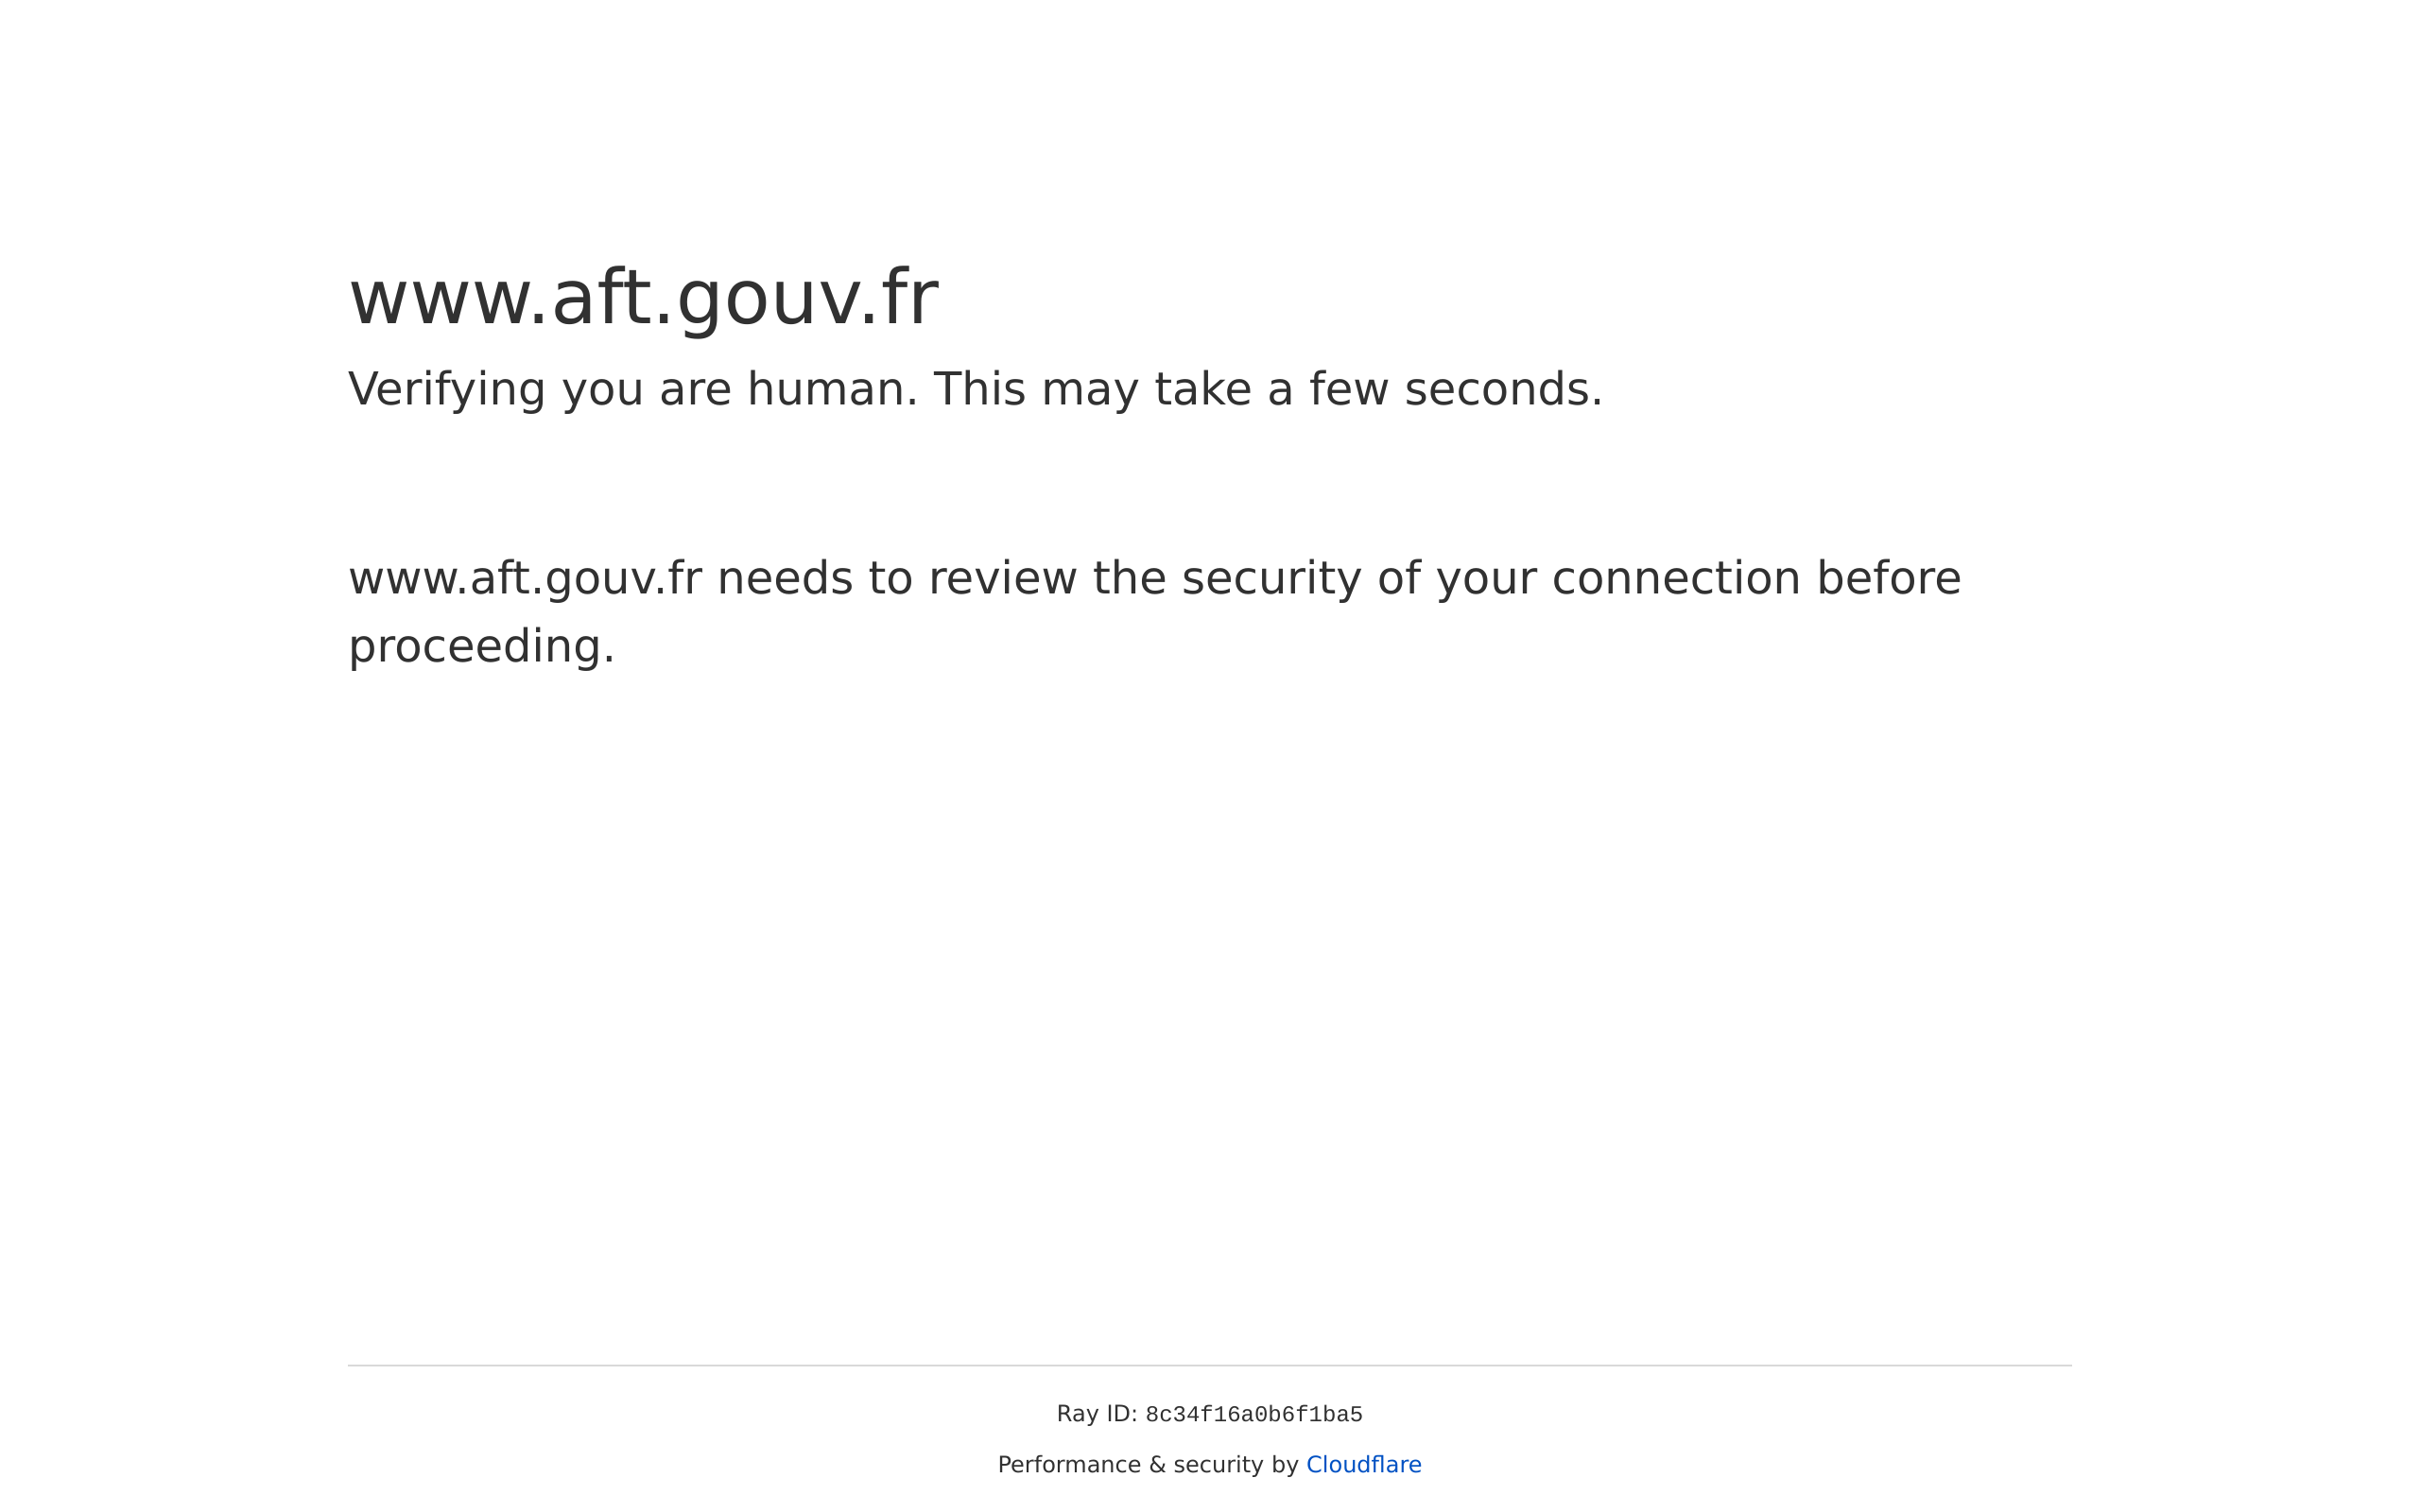 www.aft.gouv.fr
Verifying you are human. This may take a few seconds.
www.aft.gouv.fr needs to review the security of your connection before
proceeding.
Ray ID: 8c34f16a0b6f1ba5
Performance & security by Cloudflare